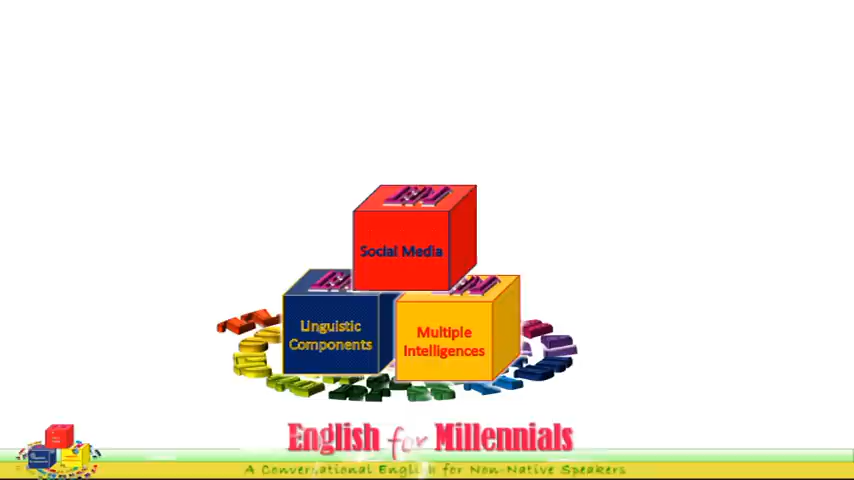 Social Media
Linguistic
Components
Multiple
Intelligences
English for Millennials
A Conversational English for Non-Native Speakers